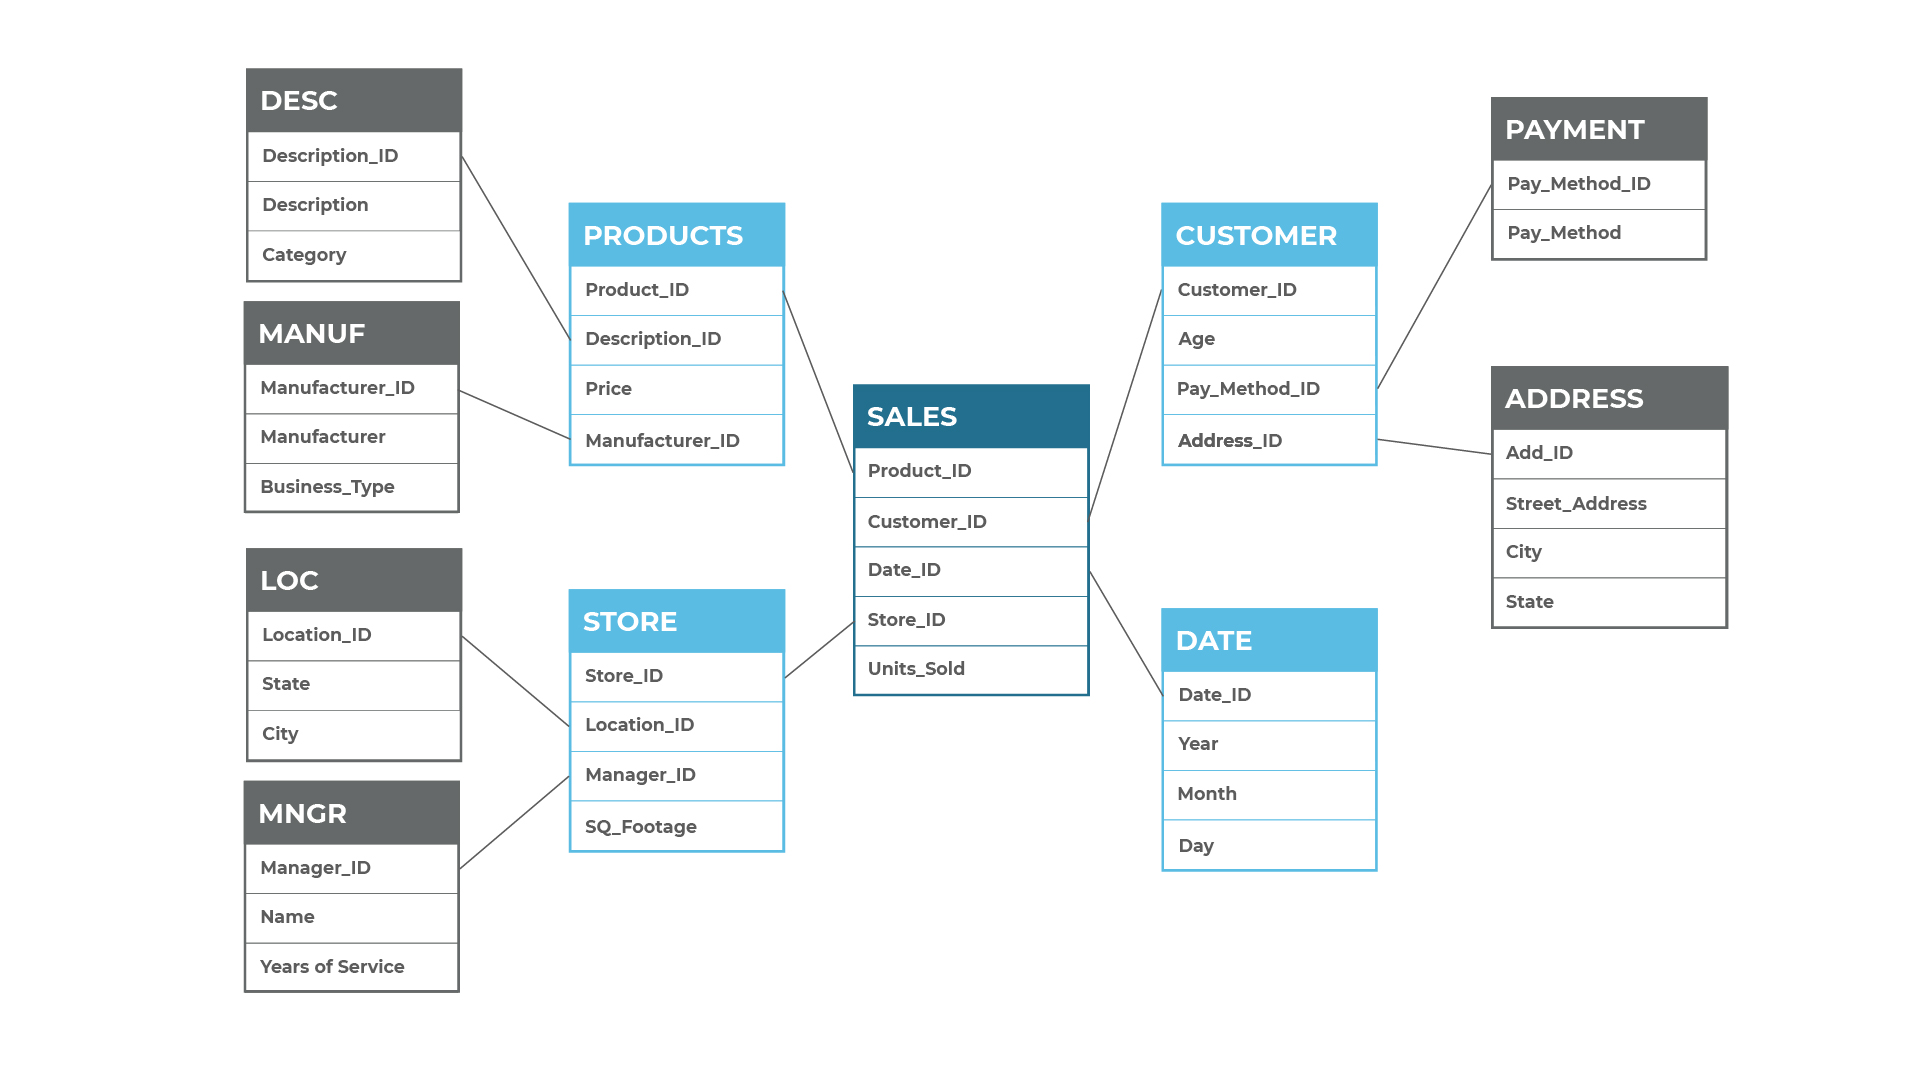 DESC
Description_ID
Description
Category
MANUF
Manufacturer_ID
Manufacturer
Business_Type
LOC
Location_ID
State
City
MNGR
Manager_ID
Name
Years of Service
PRODUCTS
Product_ID
Description_ID
Price
Manufacturer_ID
STORE
Store_ID
Location_ID
Manager_ID
SQ_Footage
SALES
Product_ID
Customer_ID
Date_ID
Store_ID
Units_Sold
CUSTOMER
Customer_ID
Age
Pay_Method_ID
Address_ID
DATE
Date_ID
Year
Month
Day
PAYMENT
Pay_Method_ID
Pay_Method
ADDRESS
Add_ID
Street_Address
City
State